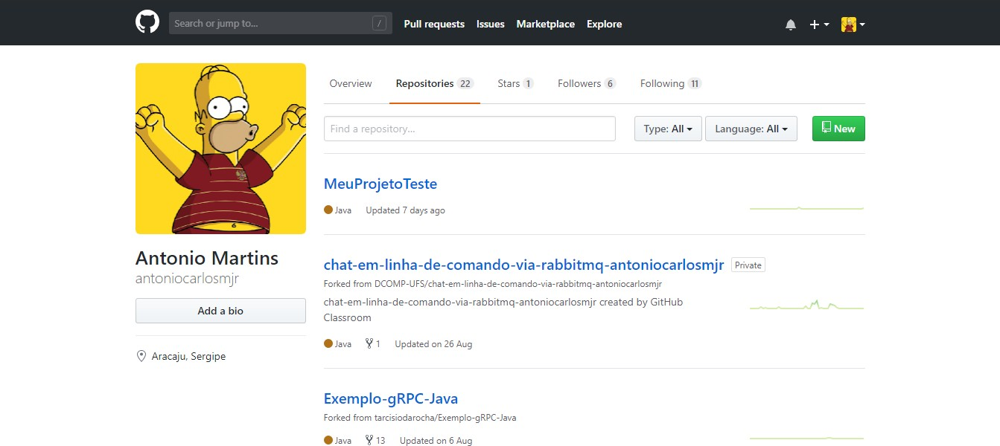 Search or jump to... /
Pull requests Issues Marketplace Explore
Overview Repositories 22 Stars 1 Followers 6 Following 11
Find a repository... Type: All Language: All New
MeuProjetoTeste
Java Updated 7 days ago
chat-em-linha-de-comando-via-rabbitmq-antoniocarlosmjr Private
Forked from DCOMP-UFS/chat-em-linha-de-comando-via-rabbitmq-antoniocarlosmjr
chat-em-linha-de-comando-via-rabbitmq-antoniocarlosmjr created by GitHub
Classroom
Java 1 Updated on 26 Aug
Exemplo-gRPC-Java
Forked from tarcisiodarocha/Exemplo-gRPC-Java
Java 13 Updated on 6 Aug
6
Antonio Martins
antoniocarlosmjr
Add a bio
Aracaju, Sergipe